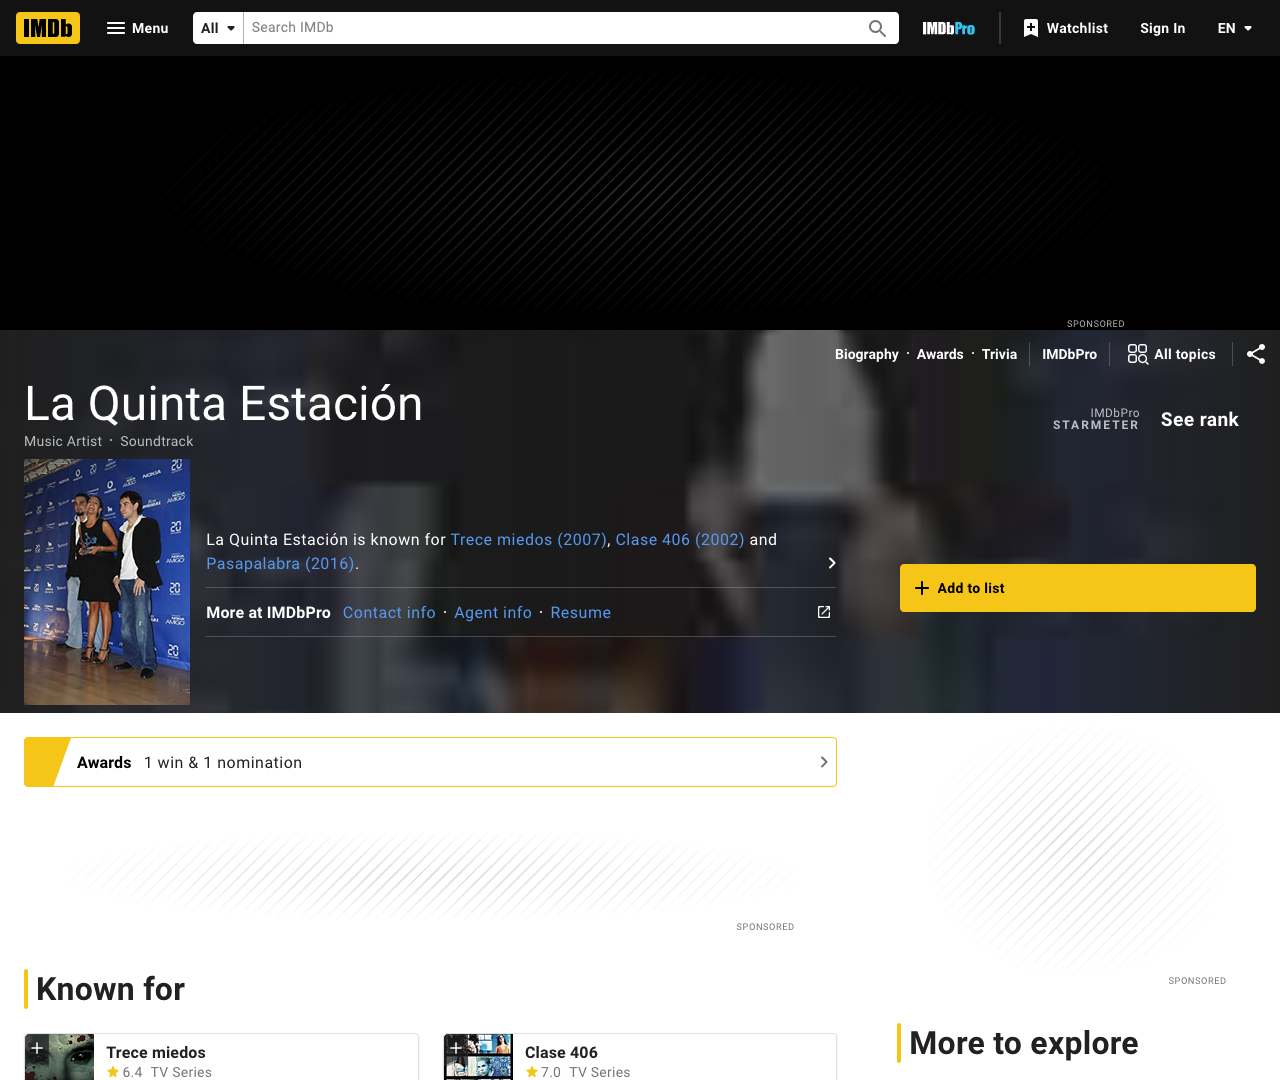 IMDb Menu All Search IMDb IMDbPro Watchlist Sign In EN
SPONSORED
Biography · Awards · Trivia IMDbPro All topics
La Quinta Estación
Music Artist · Soundtrack
IMDbPro
STARMETER
See rank
20
NOKIA
AMIGO
La Quinta Estación is known for Trece miedos (2007), Clase 406 (2002) and
Pasapalabra (2016).
Add to list
More at IMDbPro Contact info · Agent info · Resume
Awards 1 win & 1 nomination
SPONSORED
SPONSORED
Known for
More to explore
Trece miedos
6.4 TV Series
Clase 406
7.0 TV Series